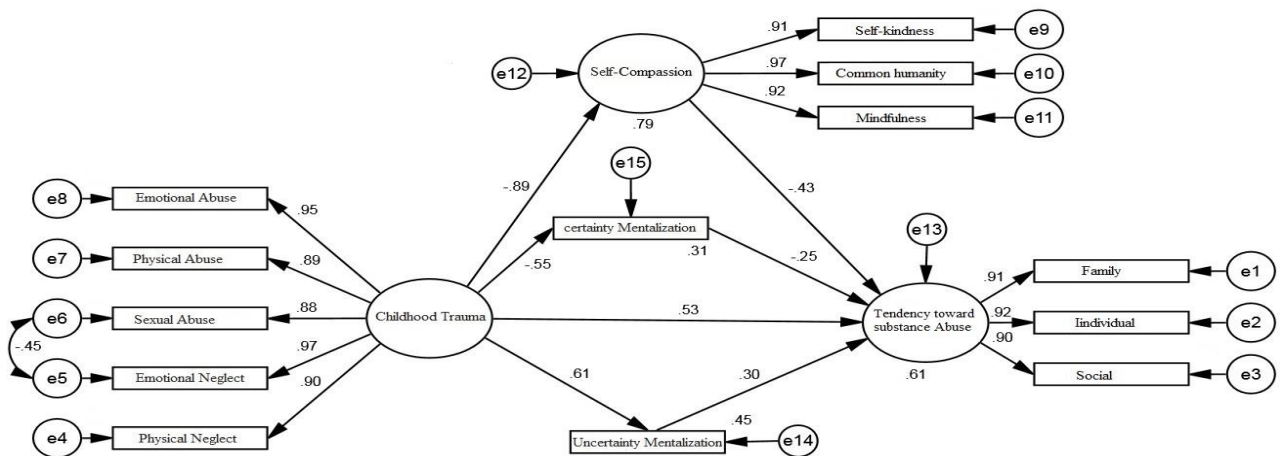 .91
Self-kindness
e9
e12
Self-Compassion
.97
Common humanity
e10
.92
Mindfulness
e11
.79
e15
-.89
-.43
e8
Emotional Abuse
.95
certainty Mentalization
.31
-.55
-.25
e13
e7
Physical Abuse
.89
.91
Family
e1
e6
Sexual Abuse
.88
Childhood Trauma
.53
Tendency toward
substance Abuse
.92
Iindividual
e2
-.45
e5
Emotional Neglect
.97
.90
Social
e3
.61
.61
.30
.90
e4
Physical Neglect
.45
Uncertainty Mentalization
e14